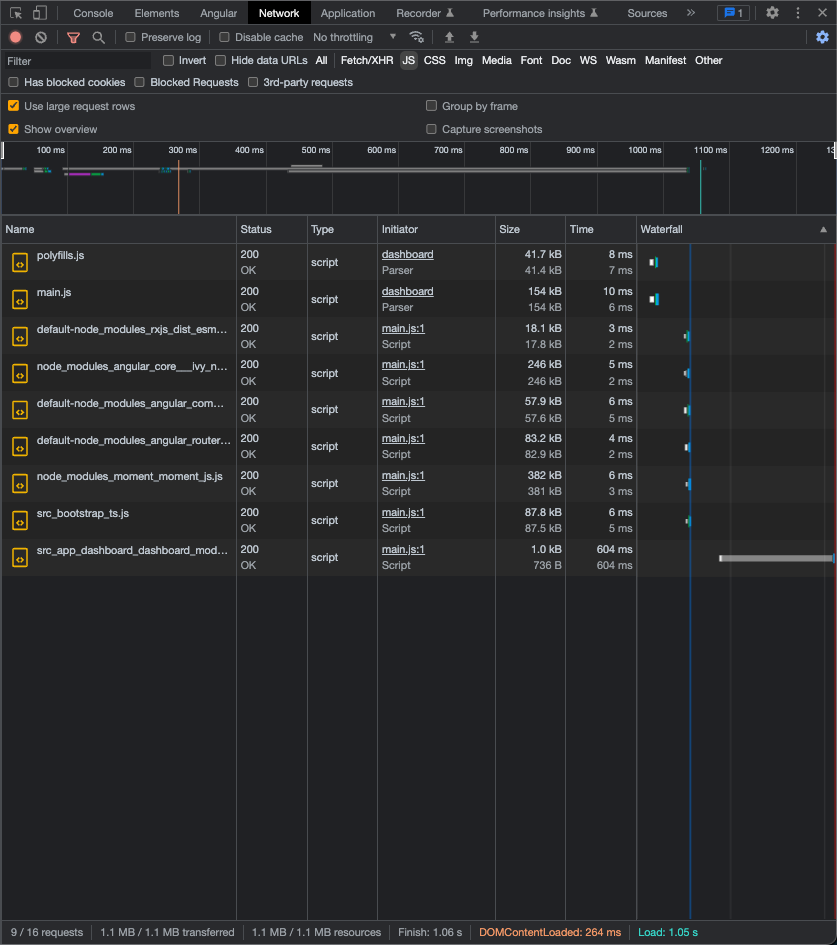 Console Elements Angular Network Application Recorder Performance insights Sources » 1
Preserve log Disable cache No throttling
Filter Invert Hide data URLs All Fetch/XHR JS CSS Img Media Font Doc WS Wasm Manifest Other
Has blocked cookies Blocked Requests 3rd-party requests
Use large request rows Group by frame
Show overview Capture screenshots
100 ms 200 ms 300 ms 400 ms 500 ms 600 ms 700 ms 800 ms 900 ms 1000 ms 1100 ms 1200 ms 13
Name Status Type Initiator Size Time Waterfall
polyfills.js 200 OK script dashboard Parser 41.7 kB 41.4 kB 8 ms 7 ms
main.js 200 OK script dashboard Parser 154 kB 154 kB 10 ms 6 ms
default-node_modules_rxjs_dist_esm... 200 OK script main.js:1 Script 18.1 kB 17.8 kB 3 ms 2 ms
node_modules_angular_core___ivy_n... 200 OK script main.js:1 Script 246 kB 246 kB 5 ms 2 ms
default-node_modules_angular_com... 200 OK script main.js:1 Script 57.9 kB 57.6 kB 6 ms 5 ms
default-node_modules_angular_router... 200 OK script main.js:1 Script 83.2 kB 82.9 kB 4 ms 2 ms
node_modules_moment_moment_js.js 200 OK script main.js:1 Script 382 kB 381 kB 6 ms 3 ms
src_bootstrap_ts.js 200 OK script main.js:1 Script 87.8 kB 87.5 kB 6 ms 5 ms
src_app_dashboard_dashboard_mod... 200 OK script main.js:1 Script 1.0 kB 736 B 604 ms 604 ms
9 / 16 requests 1.1 MB / 1.1 MB transferred 1.1 MB / 1.1 MB resources Finish: 1.06 s DOMContentLoaded: 264 ms Load: 1.05 s